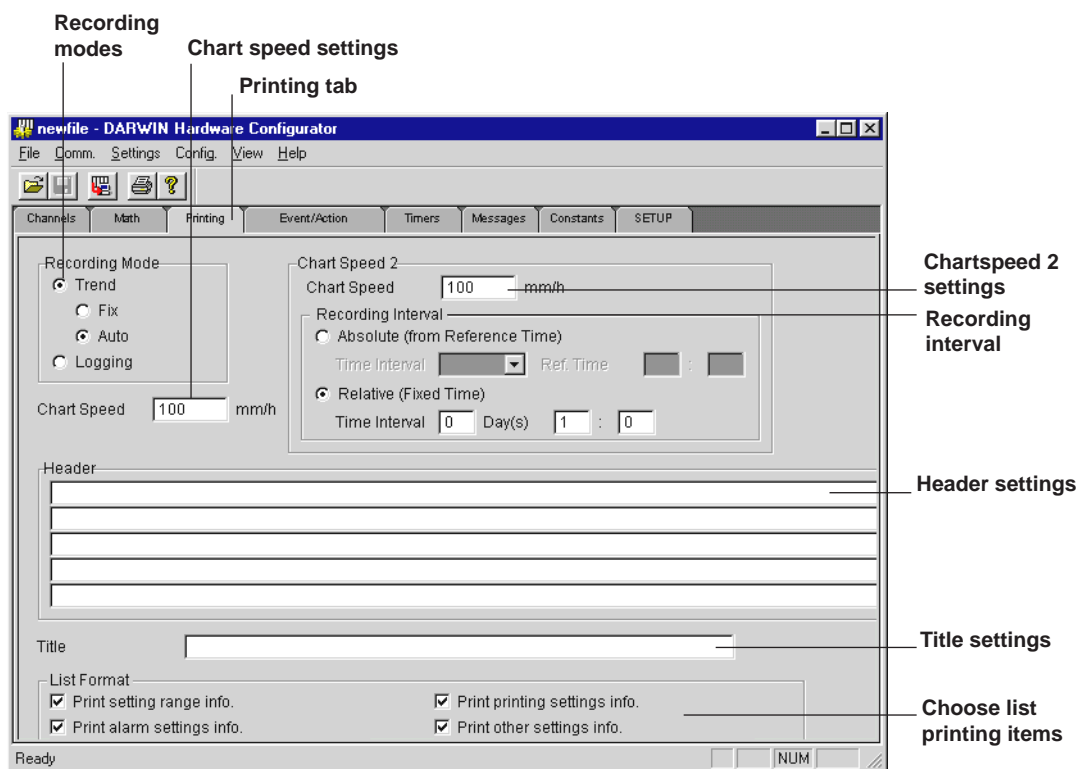 Recording
modes
Chart speed settings
Printing tab
newfile - DARWIN Hardware Configurator
File Comm. Settings Config. View Help
Channels Math Printing Event/Action Timers Messages Constants SETUP
Recording Mode
Trend
Fix
Auto
Logging
Chart Speed 100 mm/h
Chart Speed 2
Chart Speed 100 mm/h
Recording Interval
Absolute (from Reference Time)
Time Interval Ref. Time :
Relative (Fixed Time)
Time Interval 0 Day(s) 1 : 0
Chartspeed 2
settings
Recording
interval
Header
Header settings
Title
Title settings
List Format
Print setting range info. Print printing settings info.
Print alarm settings info. Print other settings info.
Choose list
printing items
Ready NUM